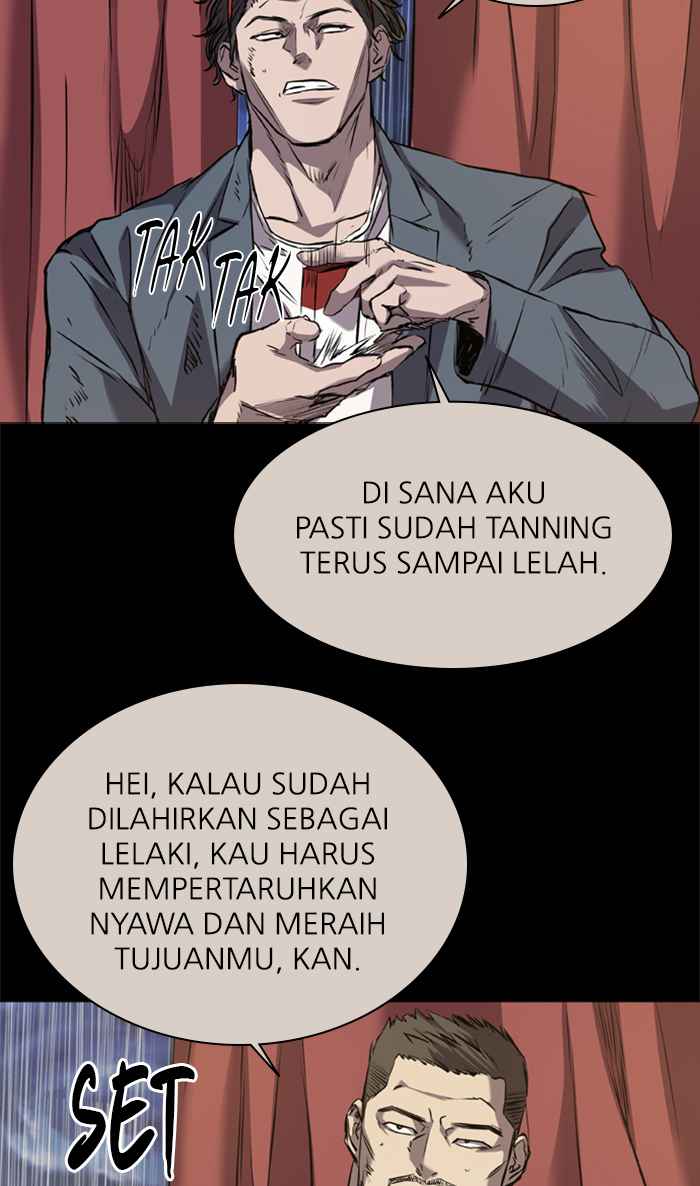 TAK
TAK
DI SANA AKU
PASTI SUDAH TANNING
TERUS SAMPAI LELAH.
HEI, KALAU SUDAH
DILAHIRKAN SEBAGAI
LELAKI, KAU HARUS
MEMPERTARUHKAN
NYAWA DAN MERAIH
TUJUANMU, KAN.
SET